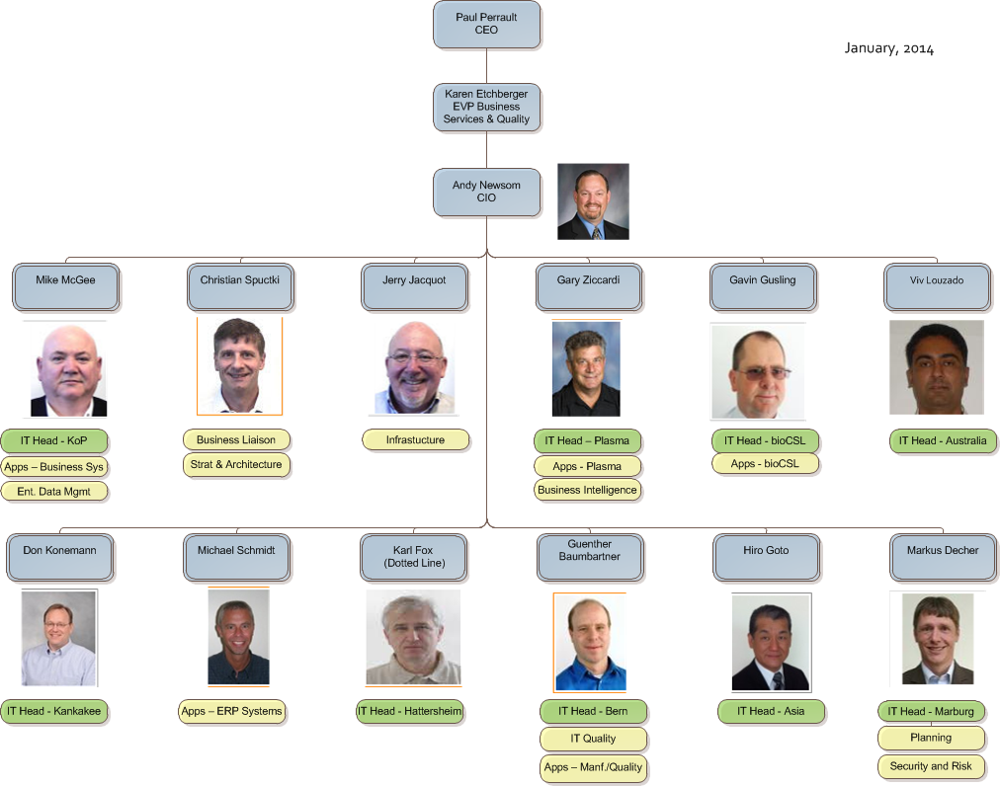 Paul Perrault
CEO
January, 2014
Karen Etchberger
EVP Business
Services & Quality
Andy Newsom
CIO
Mike McGee
Christian Spuctki
Jerry Jacquot
Gary Ziccardi
Gavin Gusling
Viv Louzado
IT Head - KoP
Apps – Business Sys
Ent. Data Mgmt
Business Liaison
Strat & Architecture
Infrastucture
IT Head – Plasma
Apps - Plasma
Business Intelligence
IT Head - bioCSL
Apps - bioCSL
IT Head - Australia
Don Konemann
Michael Schmidt
Karl Fox
(Dotted Line)
Guenther
Baumbartner
Hiro Goto
Markus Decher
IT Head - Kankakee
Apps – ERP Systems
IT Head - Hattersheim
IT Head - Bern
IT Quality
Apps – Manf./Quality
IT Head - Asia
IT Head - Marburg
Planning
Security and Risk